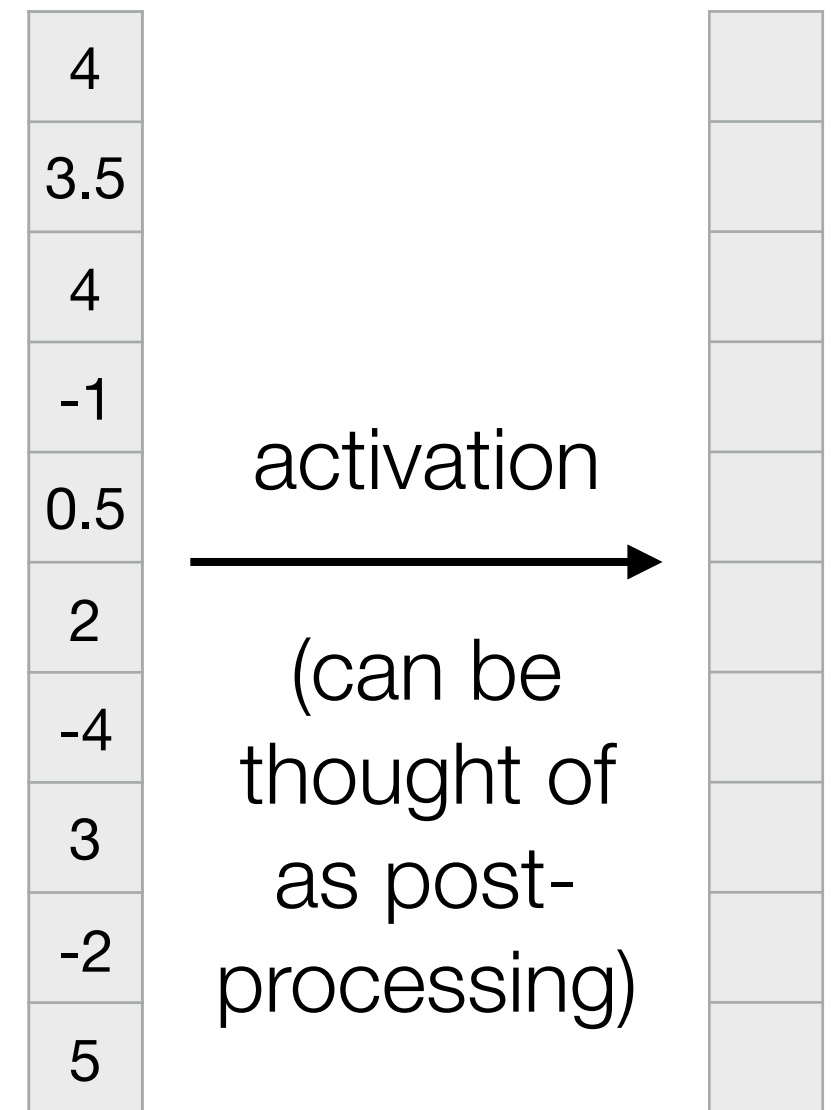 4
3.5
4
-1
0.5
2
-4
3
-2
5
activation
(can be
thought of
as post-
processing)